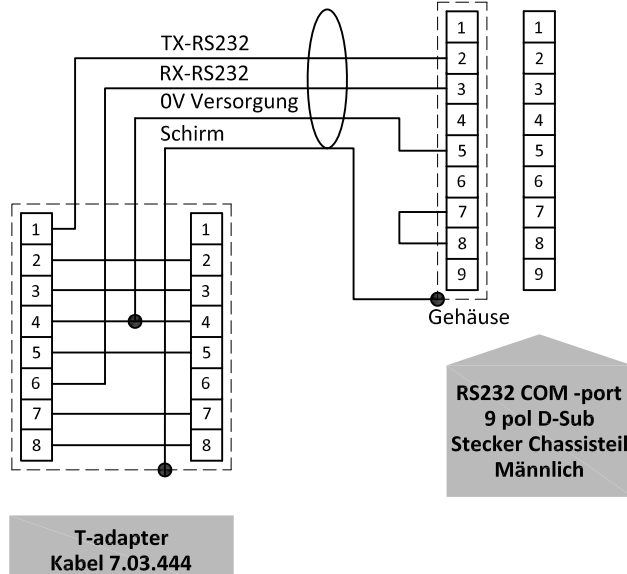 TX-RS232
RX-RS232
0V Versorgung
Schirm
1 1
2 2
3 3
4 4
5 5
6 6
7 7
8 8
9 9
Gehäuse
1 1
2 2
3 3
4 4
5 5
6 6
7 7
8 8
RS232 COM -port
9 pol D-Sub
Stecker Chassisteil
Männlich
T-adapter
Kabel 7.03.444